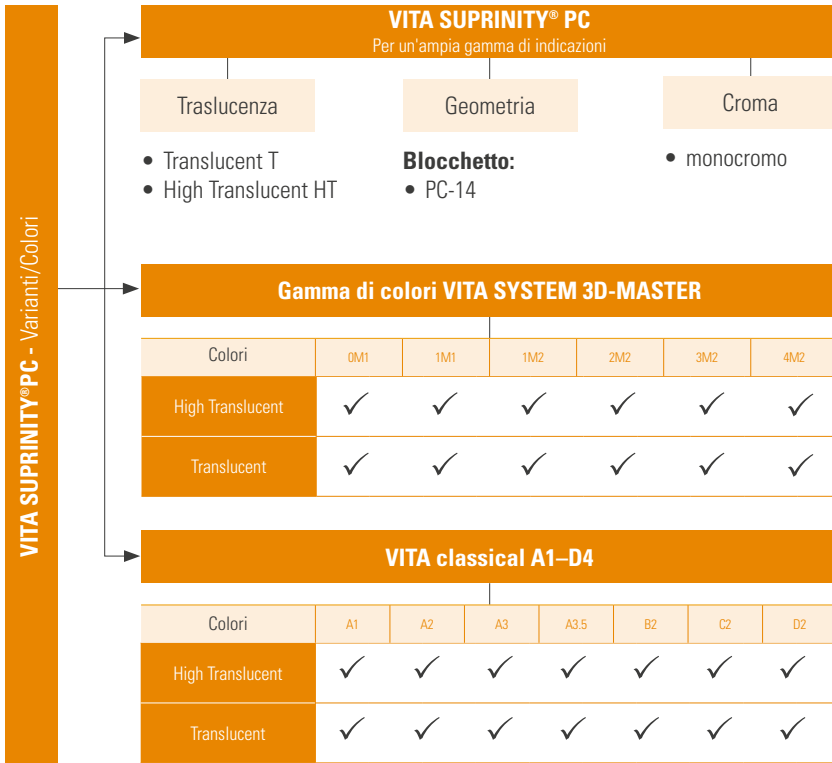 VITA SUPRINITY®PC - Varianti/Colori
VITA SUPRINITY® PC
Per un'ampia gamma di indicazioni
Traslucenza
• Translucent T
• High Translucent HT
Geometria
Blocchetto:
• PC-14
Croma
• monocromo
Gamma di colori VITA SYSTEM 3D-MASTER
Colori 0M1 1M1 1M2 2M2 3M2 4M2
High Translucent ✓ ✓ ✓ ✓ ✓ ✓
Translucent ✓ ✓ ✓ ✓ ✓ ✓
VITA classical A1–D4
Colori A1 A2 A3 A3.5 B2 C2 D2
High Translucent ✓ ✓ ✓ ✓ ✓ ✓ ✓
Translucent ✓ ✓ ✓ ✓ ✓ ✓ ✓